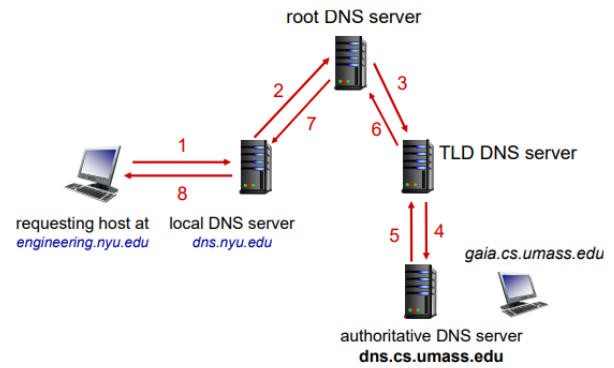 root DNS server
2
3
7
6
1
TLD DNS server
8
requesting host at
engineering.nyu.edu
local DNS server
dns.nyu.edu
5
4
gaia.cs.umass.edu
authoritative DNS server
dns.cs.umass.edu